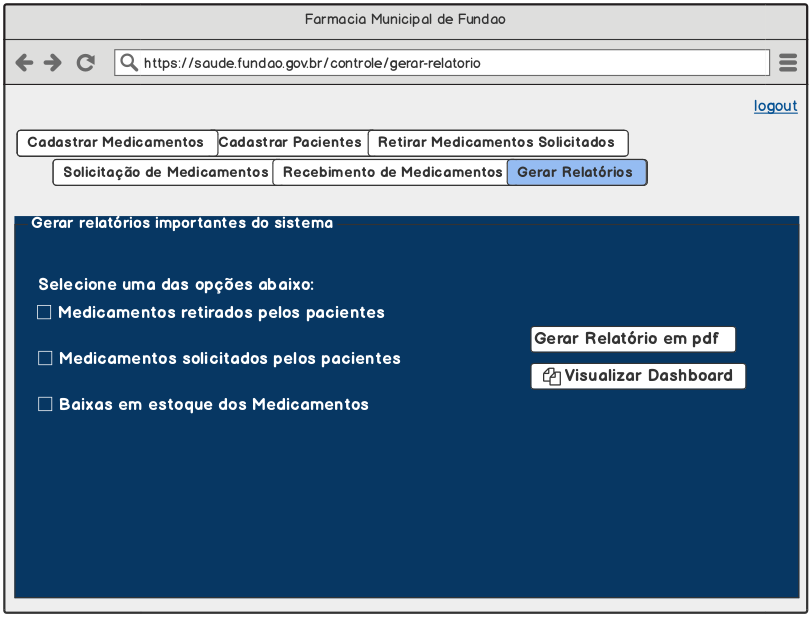 Farmacia Municipal de Fundao
https://saude.fundao.gov.br/controle/gerar-relatorio
logout
Cadastrar Medicamentos Cadastrar Pacientes Retirar Medicamentos Solicitados
Solicitação de Medicamentos Recebimento de Medicamentos Gerar Relatórios
Gerar relatórios importantes do sistema
Selecione uma das opções abaixo:
Medicamentos retirados pelos pacientes
Gerar Relatório em pdf
Medicamentos solicitados pelos pacientes
Visualizar Dashboard
Baixas em estoque dos Medicamentos